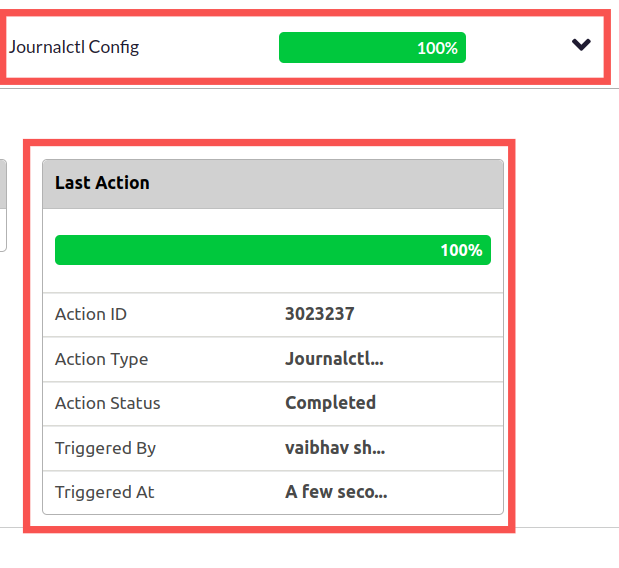 Journalctl Config 100%
Last Action
100%
Action ID 3023237
Action Type Journalctl...
Action Status Completed
Triggered By vaibhav sh...
Triggered At A few seco...